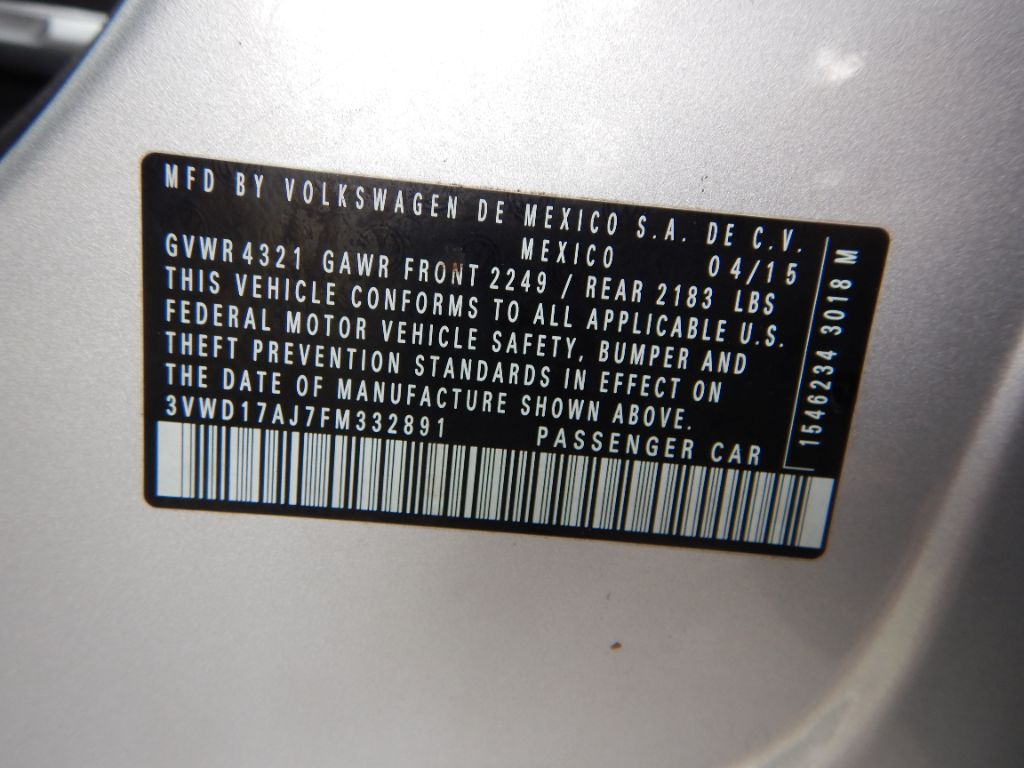 MFD BY VOLKSWAGEN DE MEXICO S.A. DE C.V.
MEXICO 04/15
GVWR 4321 GAWR FRONT 2249 / REAR 2183 LBS
THIS VEHICLE CONFORMS TO ALL APPLICABLE U.S.
FEDERAL MOTOR VEHICLE SAFETY, BUMPER AND
THEFT PREVENTION STANDARDS IN EFFECT ON
THE DATE OF MANUFACTURE SHOWN ABOVE.
3VWD17AJ7FM332891 PASSENGER CAR
1546234 3018 M